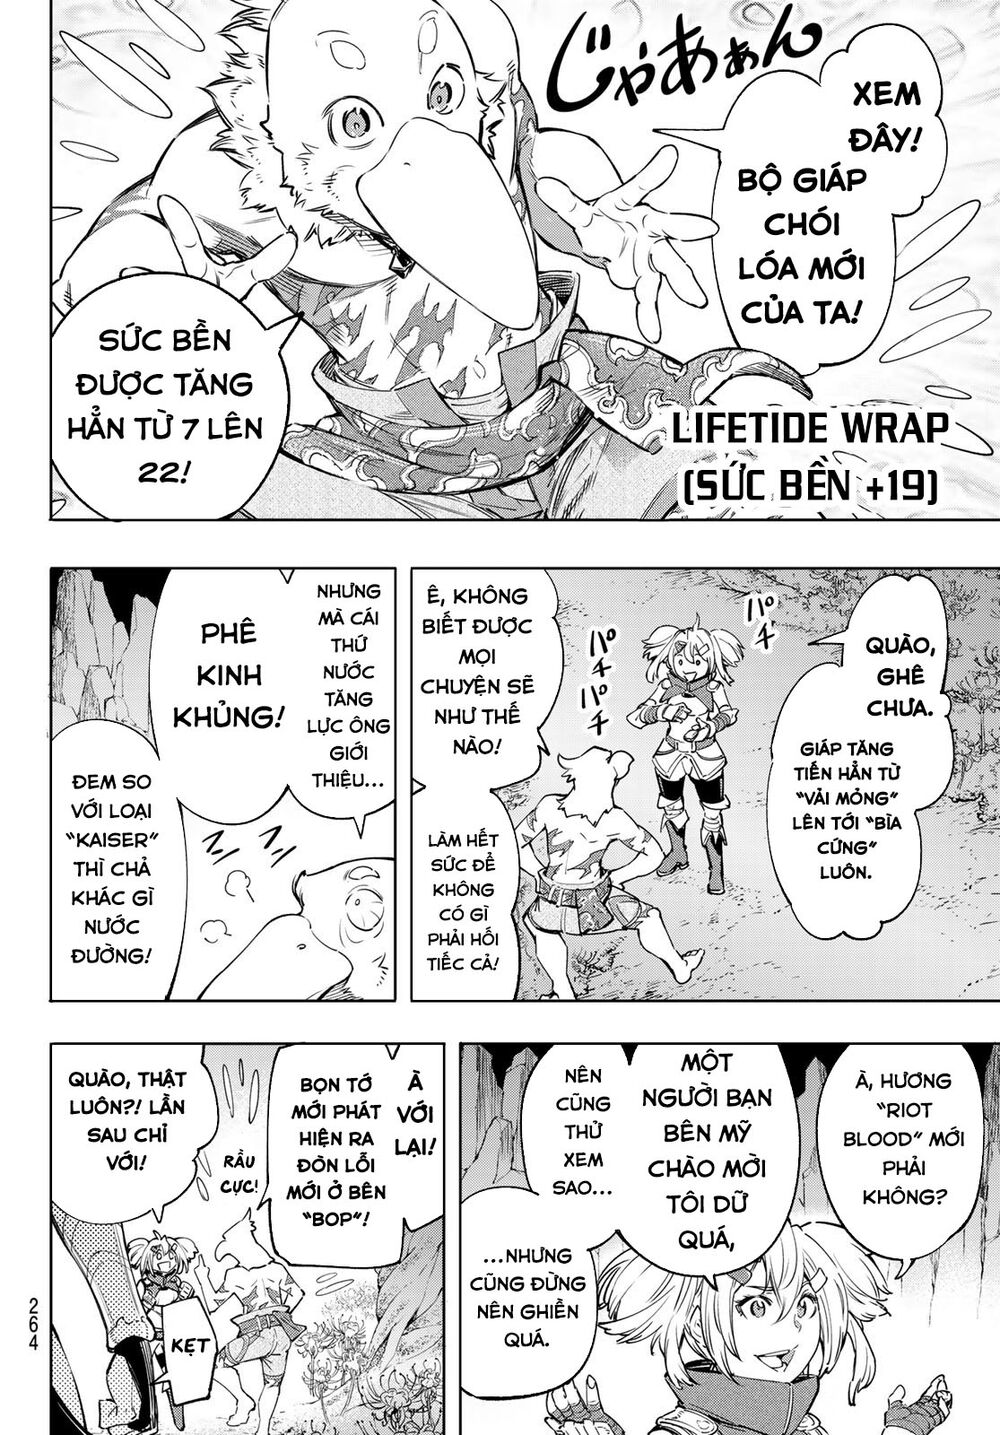 じゃあぁん
XEM
ĐÂY!
BỘ GIÁP
CHÓI
LÓA MỚI
CỦA TA!
SỨC BỀN
ĐƯỢC TĂNG
HẲN TỪ 7 LÊN
22!
LIFETIDE WRAP
(SỨC BỀN +19)
QUÀO,
GHÊ
CHƯA.
GIÁP TĂNG
TIẾN HẲN TỪ
"VẢI MỎNG"
LÊN TỚI "BÌA
CỨNG"
LUÔN.
パチ
パチパチ
Ê, KHÔNG
BIẾT ĐƯỢC
MỌI
CHUYỆN SẼ
NHƯ THẾ
NÀO!
LÀM HẾT
SỨC ĐỂ
KHÔNG
CÓ GÌ
PHẢI HỐI
TIẾC CẢ!
NHƯNG
MÀ CÁI
THỨ
NƯỚC
TĂNG
LỰC ÔNG
GIỚI
THIỆU...
PHÊ
KINH
KHỦNG!
ĐEM SO
VỚI LOẠI
"KAISER"
THÌ CHẢ
KHÁC GÌ
NƯỚC
ĐƯỜNG!
À, HƯƠNG
"RIOT
BLOOD" MỚI
PHẢI
KHÔNG?
MỘT
NGƯỜI BẠN
BÊN MỸ
CHÀO MỜI
TÔI DỮ
QUÁ,
NÊN
CŨNG
THỬ
XEM
SAO...
...NHƯNG
CŨNG ĐỪNG
NÊN GHIỀN
QUÁ.
À
VỚI
LẠI!
BỌN TỚ
MỚI PHÁT
HIỆN RA
ĐÒN LỖI
MỚI Ở BÊN
"BOP"!
RẦU
CỰC!
QUÀO, THẬT
LUÔN?! LẦN
SAU CHỈ
VỚI!
KẸT
264